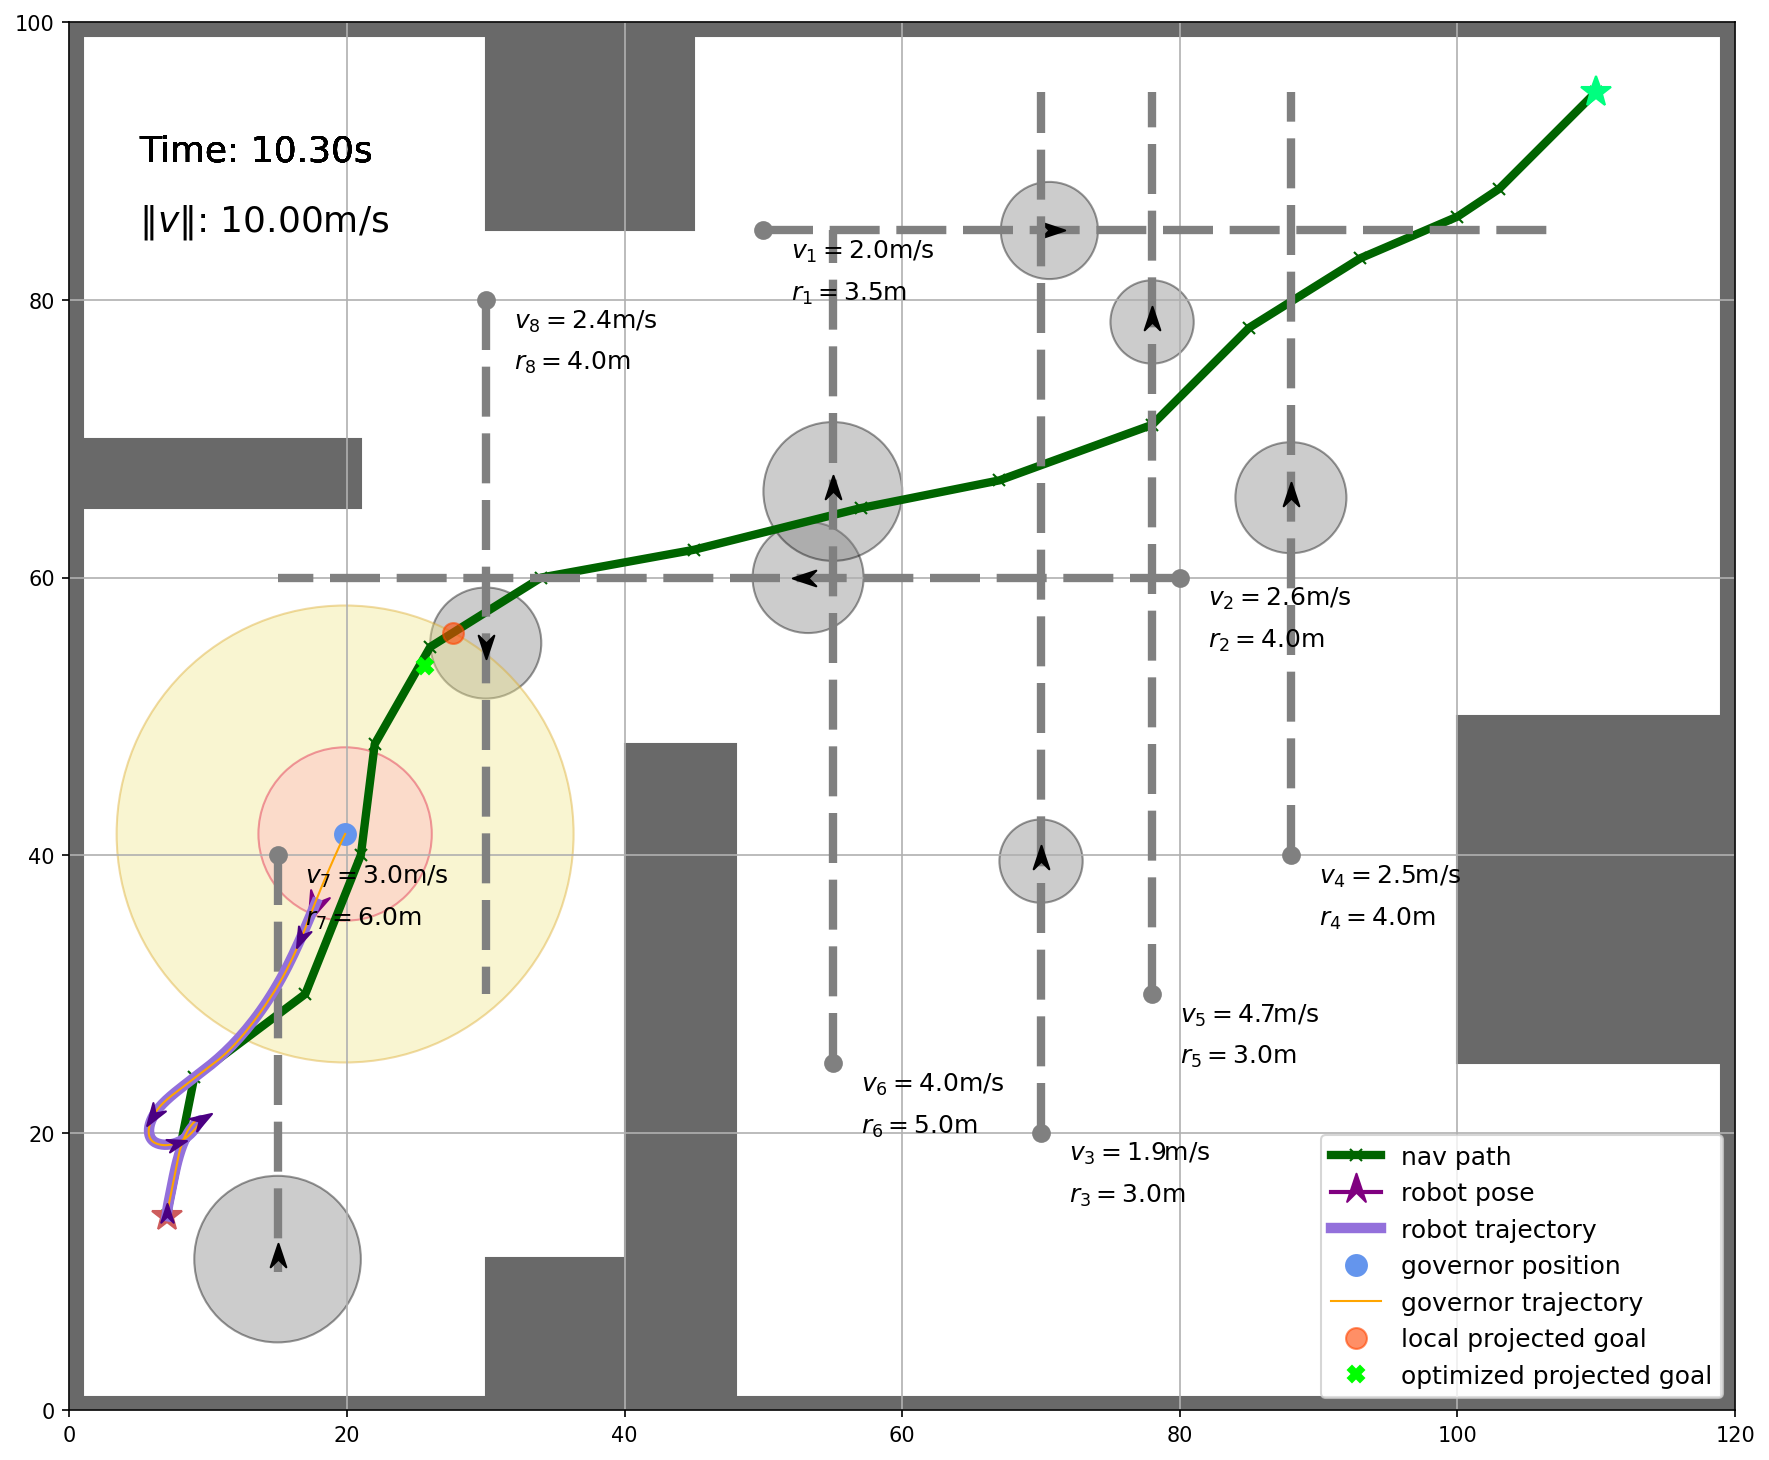 100
80
60
40
20
0
0 20 40 60 80 100 120
Time: 10.30s
‖v‖: 10.00m/s
v₁ = 2.0m/s
r₁ = 3.5m
v₈ = 2.4m/s
r₈ = 4.0m
v₂ = 2.6m/s
r₂ = 4.0m
v₇ = 3.0m/s
r₇ = 6.0m
v₄ = 2.5m/s
r₄ = 4.0m
v₅ = 4.7m/s
r₅ = 3.0m
v₆ = 4.0m/s
r₆ = 5.0m
v₃ = 1.9m/s
r₃ = 3.0m
nav path
robot pose
robot trajectory
governor position
governor trajectory
local projected goal
optimized projected goal